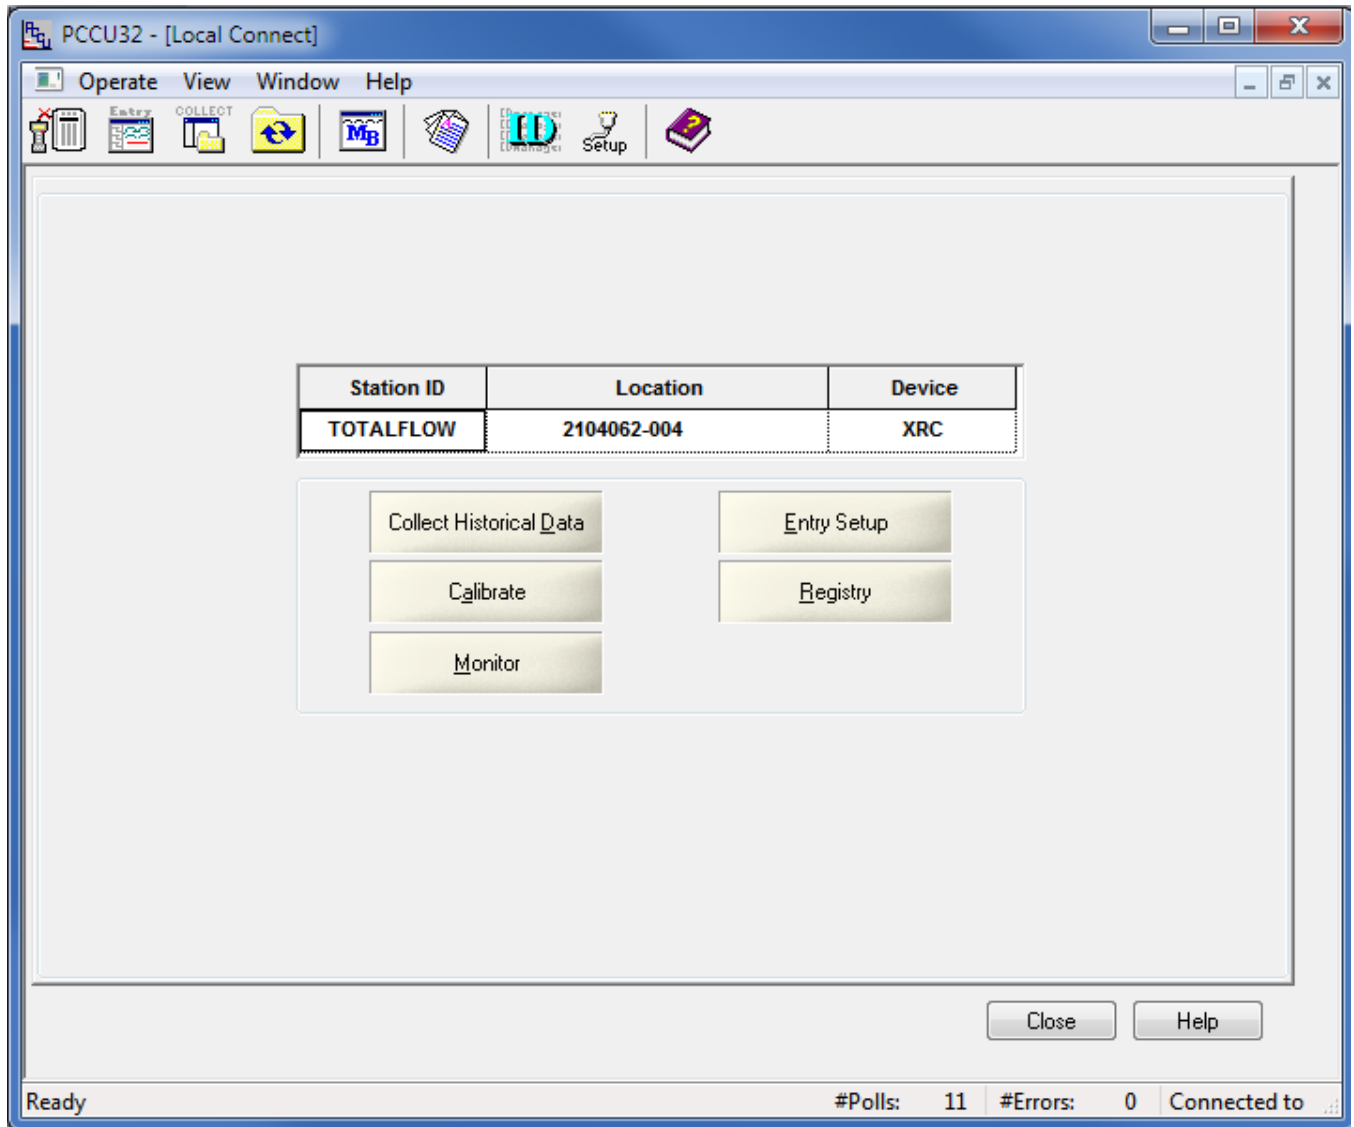 PCCU32 - [Local Connect]
Operate View Window Help
Entry COLLECT MB ID Setup
Station ID Location Device
TOTALFLOW 2104062-004 XRC
Collect Historical Data Entry Setup
Calibrate Registry
Monitor
Close Help
Ready #Polls: 11 #Errors: 0 Connected to